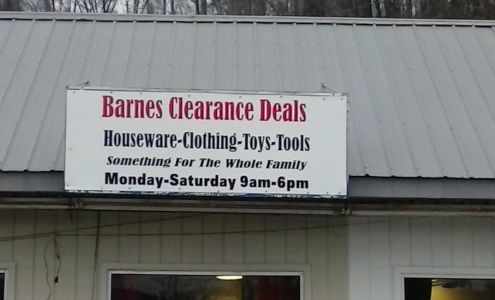 Barnes Clearance Deals
Houseware-Clothing-Toys-Tools
Something For The Whole Family
Monday-Saturday 9am-6pm